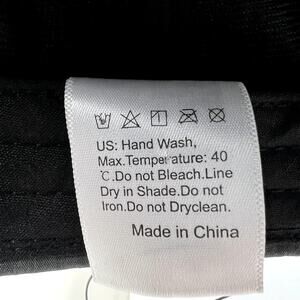 US: Hand Wash,
Max.Temperature: 40
℃.Do not Bleach.Line
Dry in Shade.Do not
Iron.Do not Dryclean.
Made in China